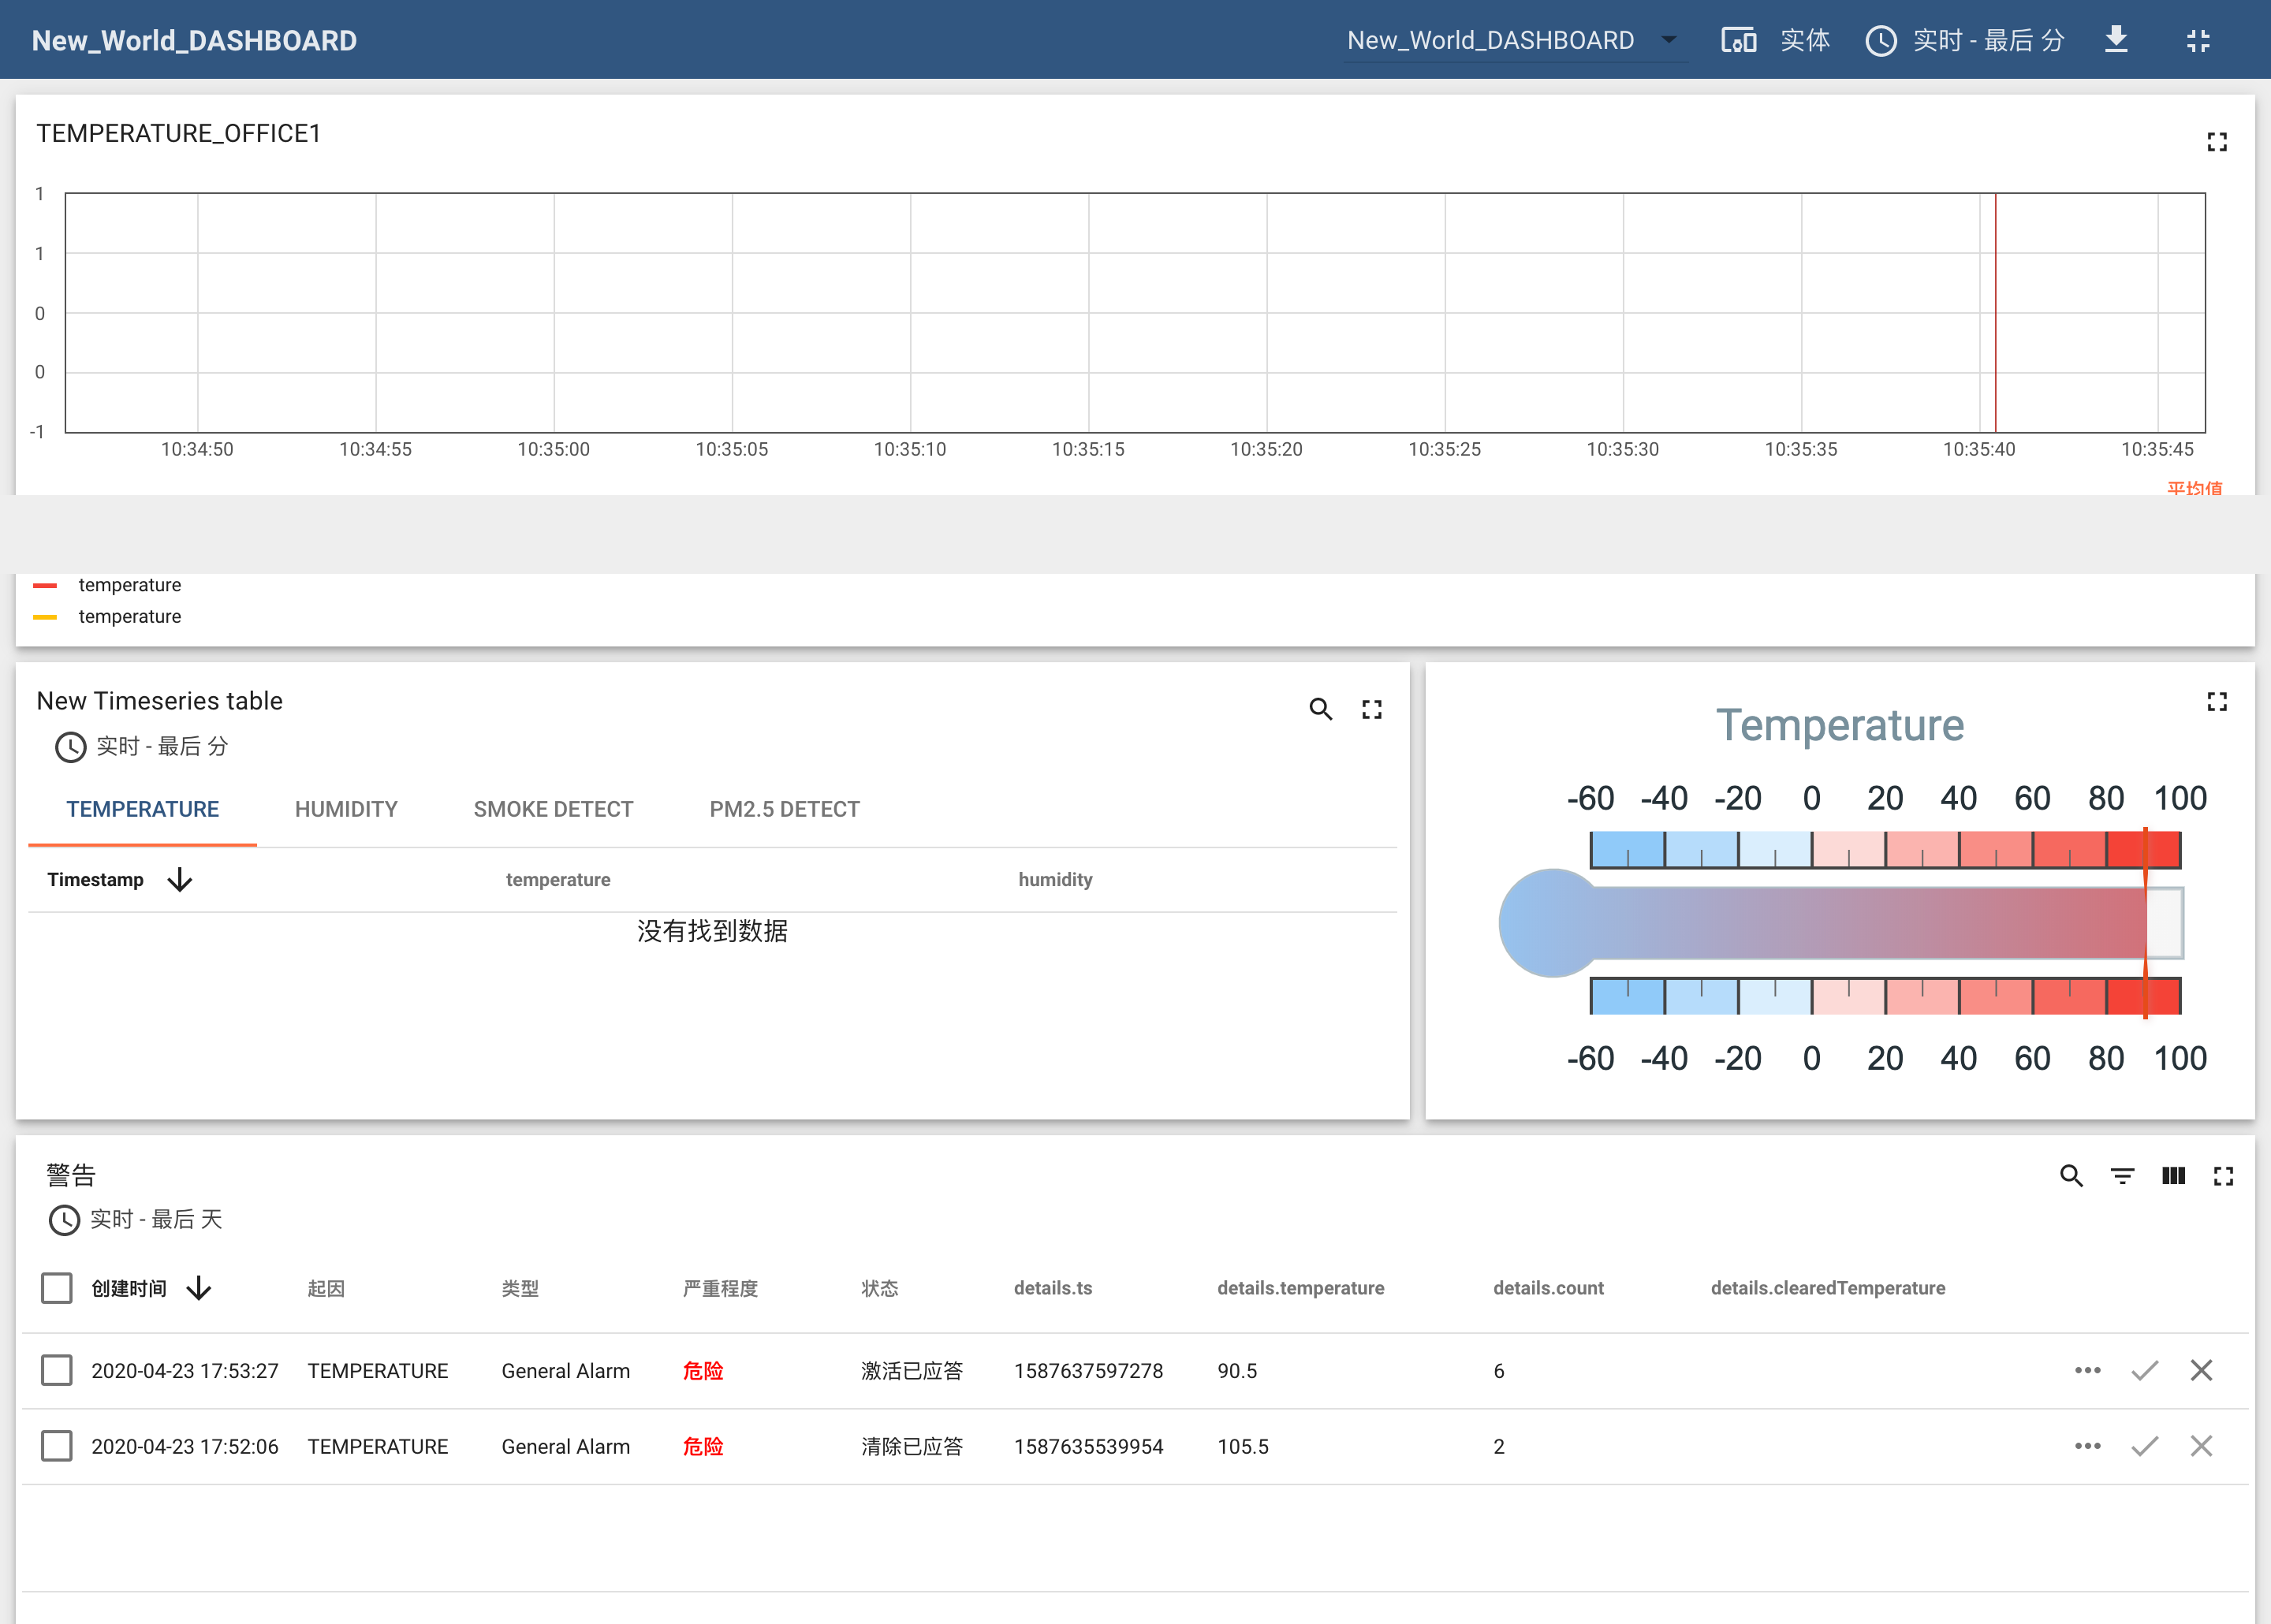 New_World_DASHBOARD
New_World_DASHBOARD 实体 实时 - 最后 分
TEMPERATURE_OFFICE1
1
1
0
0
-1
10:34:50 10:34:55 10:35:00 10:35:05 10:35:10 10:35:15 10:35:20 10:35:25 10:35:30 10:35:35 10:35:40 10:35:45
平均值
temperature
temperature
New Timeseries table
实时 - 最后 分
TEMPERATURE HUMIDITY SMOKE DETECT PM2.5 DETECT
Timestamp temperature humidity
没有找到数据
Temperature
-60 -40 -20 0 20 40 60 80 100
-60 -40 -20 0 20 40 60 80 100
警告
实时 - 最后 天
创建时间 起因 类型 严重程度 状态 details.ts details.temperature details.count details.clearedTemperature
2020-04-23 17:53:27 TEMPERATURE General Alarm 危险 激活已应答 1587637597278 90.5 6
2020-04-23 17:52:06 TEMPERATURE General Alarm 危险 清除已应答 1587635539954 105.5 2